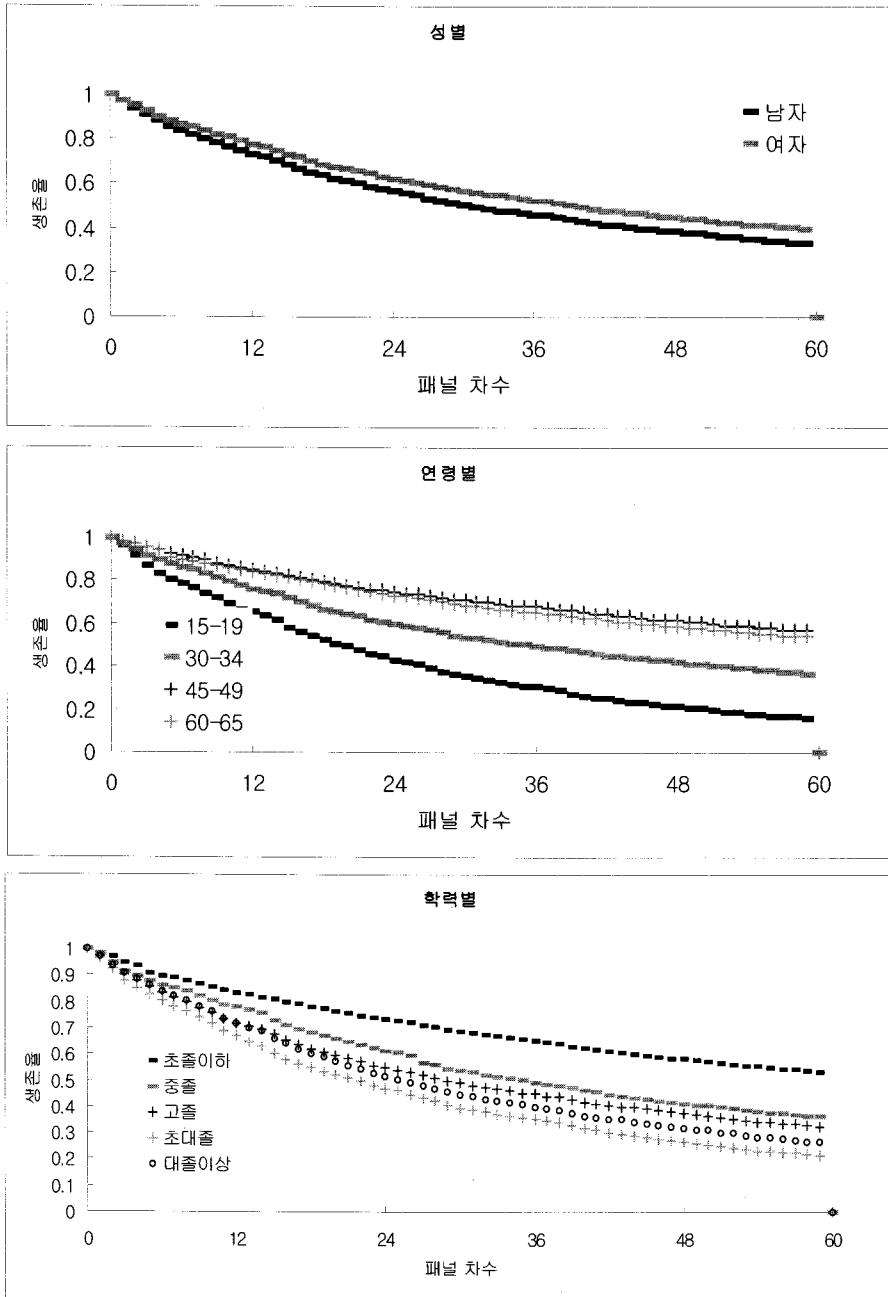 성별
1
0.8
0.6
0.4
0.2
0
생존율
남자
여자
0 12 24 36 48 60
패널 차수
연령별
1
0.8
0.6
0.4
0.2
0
생존율
15-19
30-34
45-49
60-65
0 12 24 36 48 60
패널 차수
학력별
1
0.9
0.8
0.7
0.6
0.5
0.4
0.3
0.2
0.1
0
생존율
초졸이하
중졸
고졸
초대졸
대졸이상
0 12 24 36 48 60
패널 차수